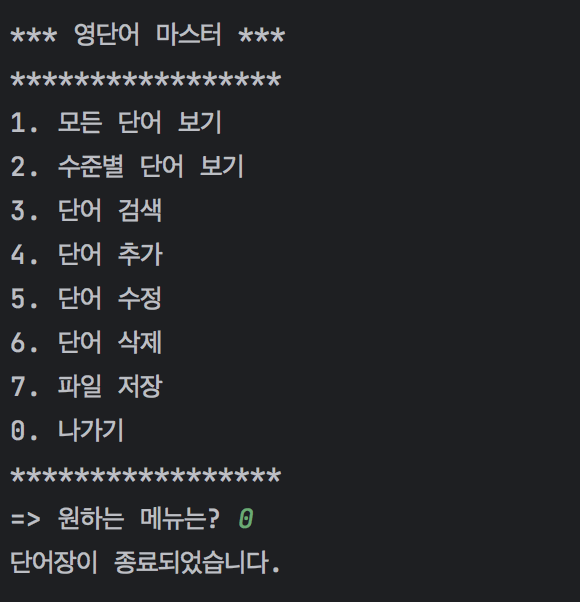 *** 영단어 마스터 ***
*****************
1. 모든 단어 보기
2. 수준별 단어 보기
3. 단어 검색
4. 단어 추가
5. 단어 수정
6. 단어 삭제
7. 파일 저장
0. 나가기
*****************
=> 원하는 메뉴는? 0
단어장이 종료되었습니다.